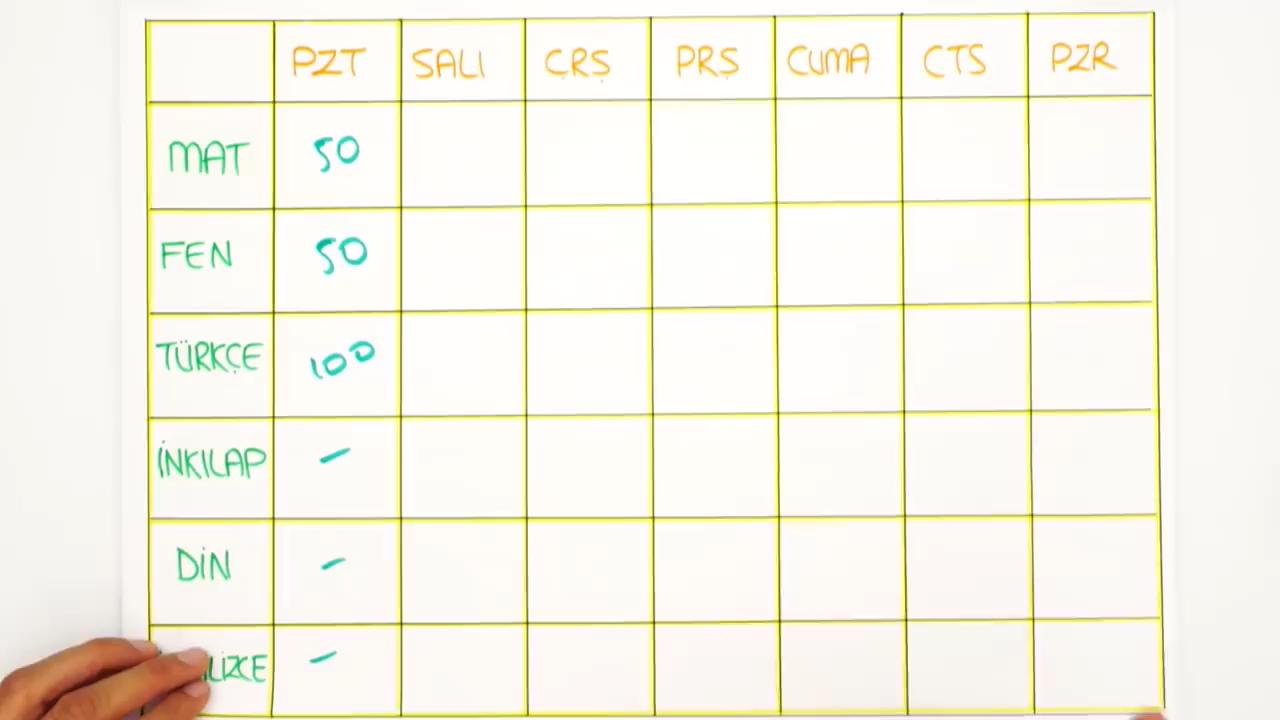 PZT SALI ÇRŞ PRŞ CUMA CTS PZR
MAT 50
FEN 50
TÜRKÇE 100
İNKILAP -
DİN -
-